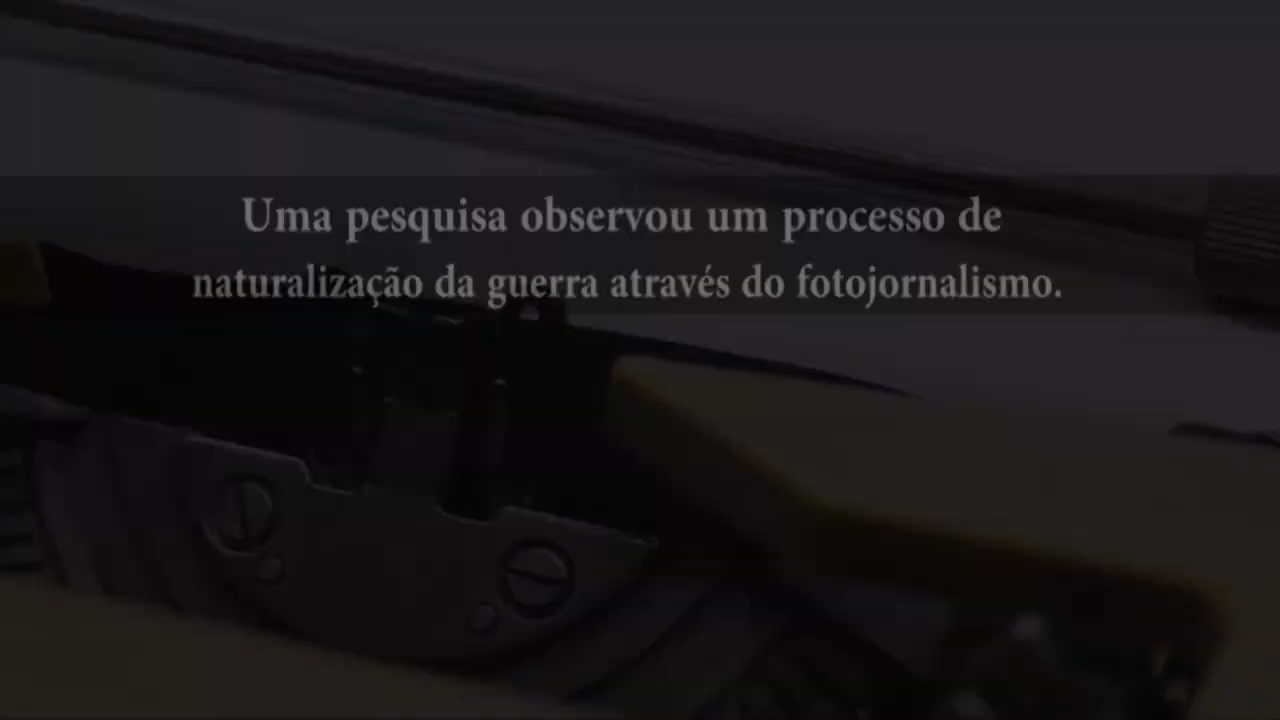 Uma pesquisa observou um processo de
naturalização da guerra através do fotojornalismo.